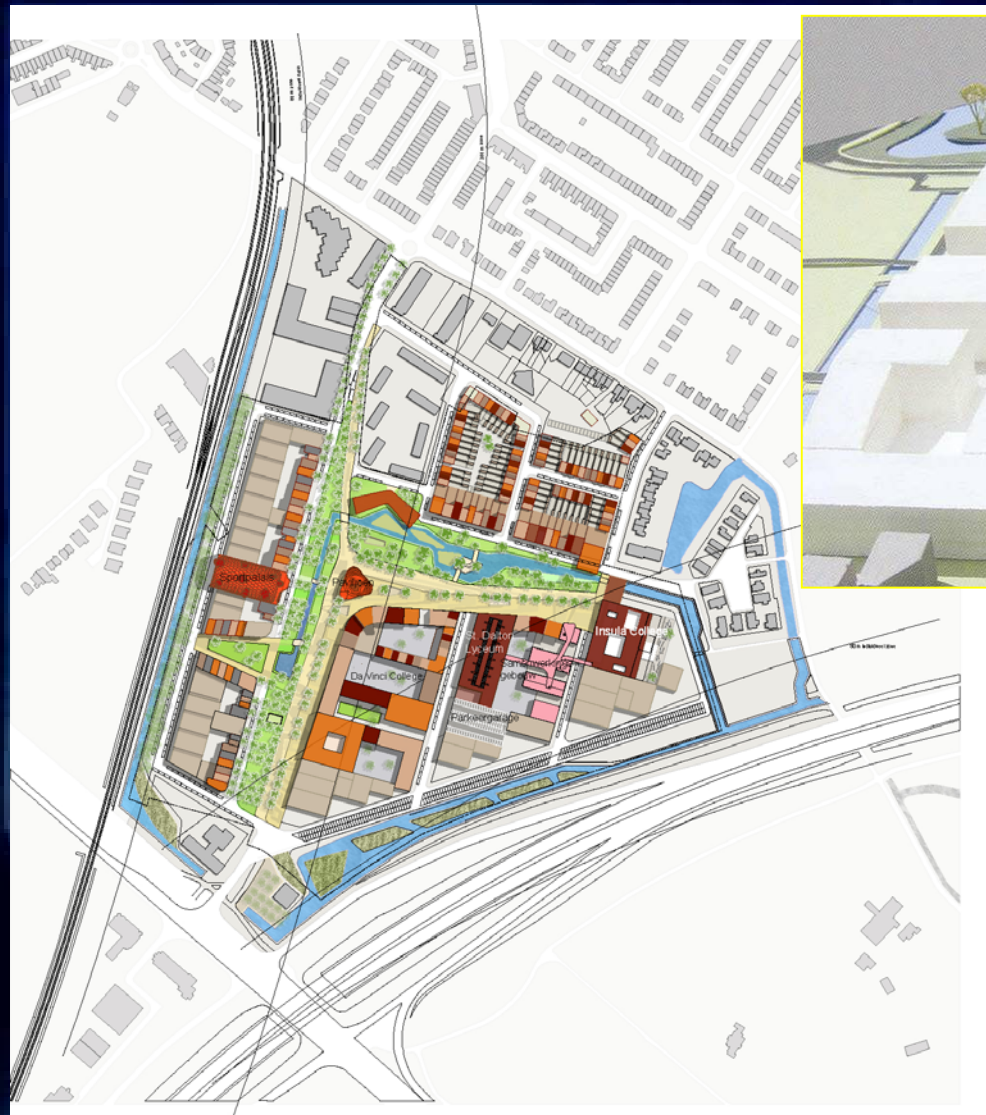 Sportpaleis
Paviljoen
St. Dalton
Lyceum
Insula College
Samenwerkings
gebouw
Da Vinci College
Parkeergarage